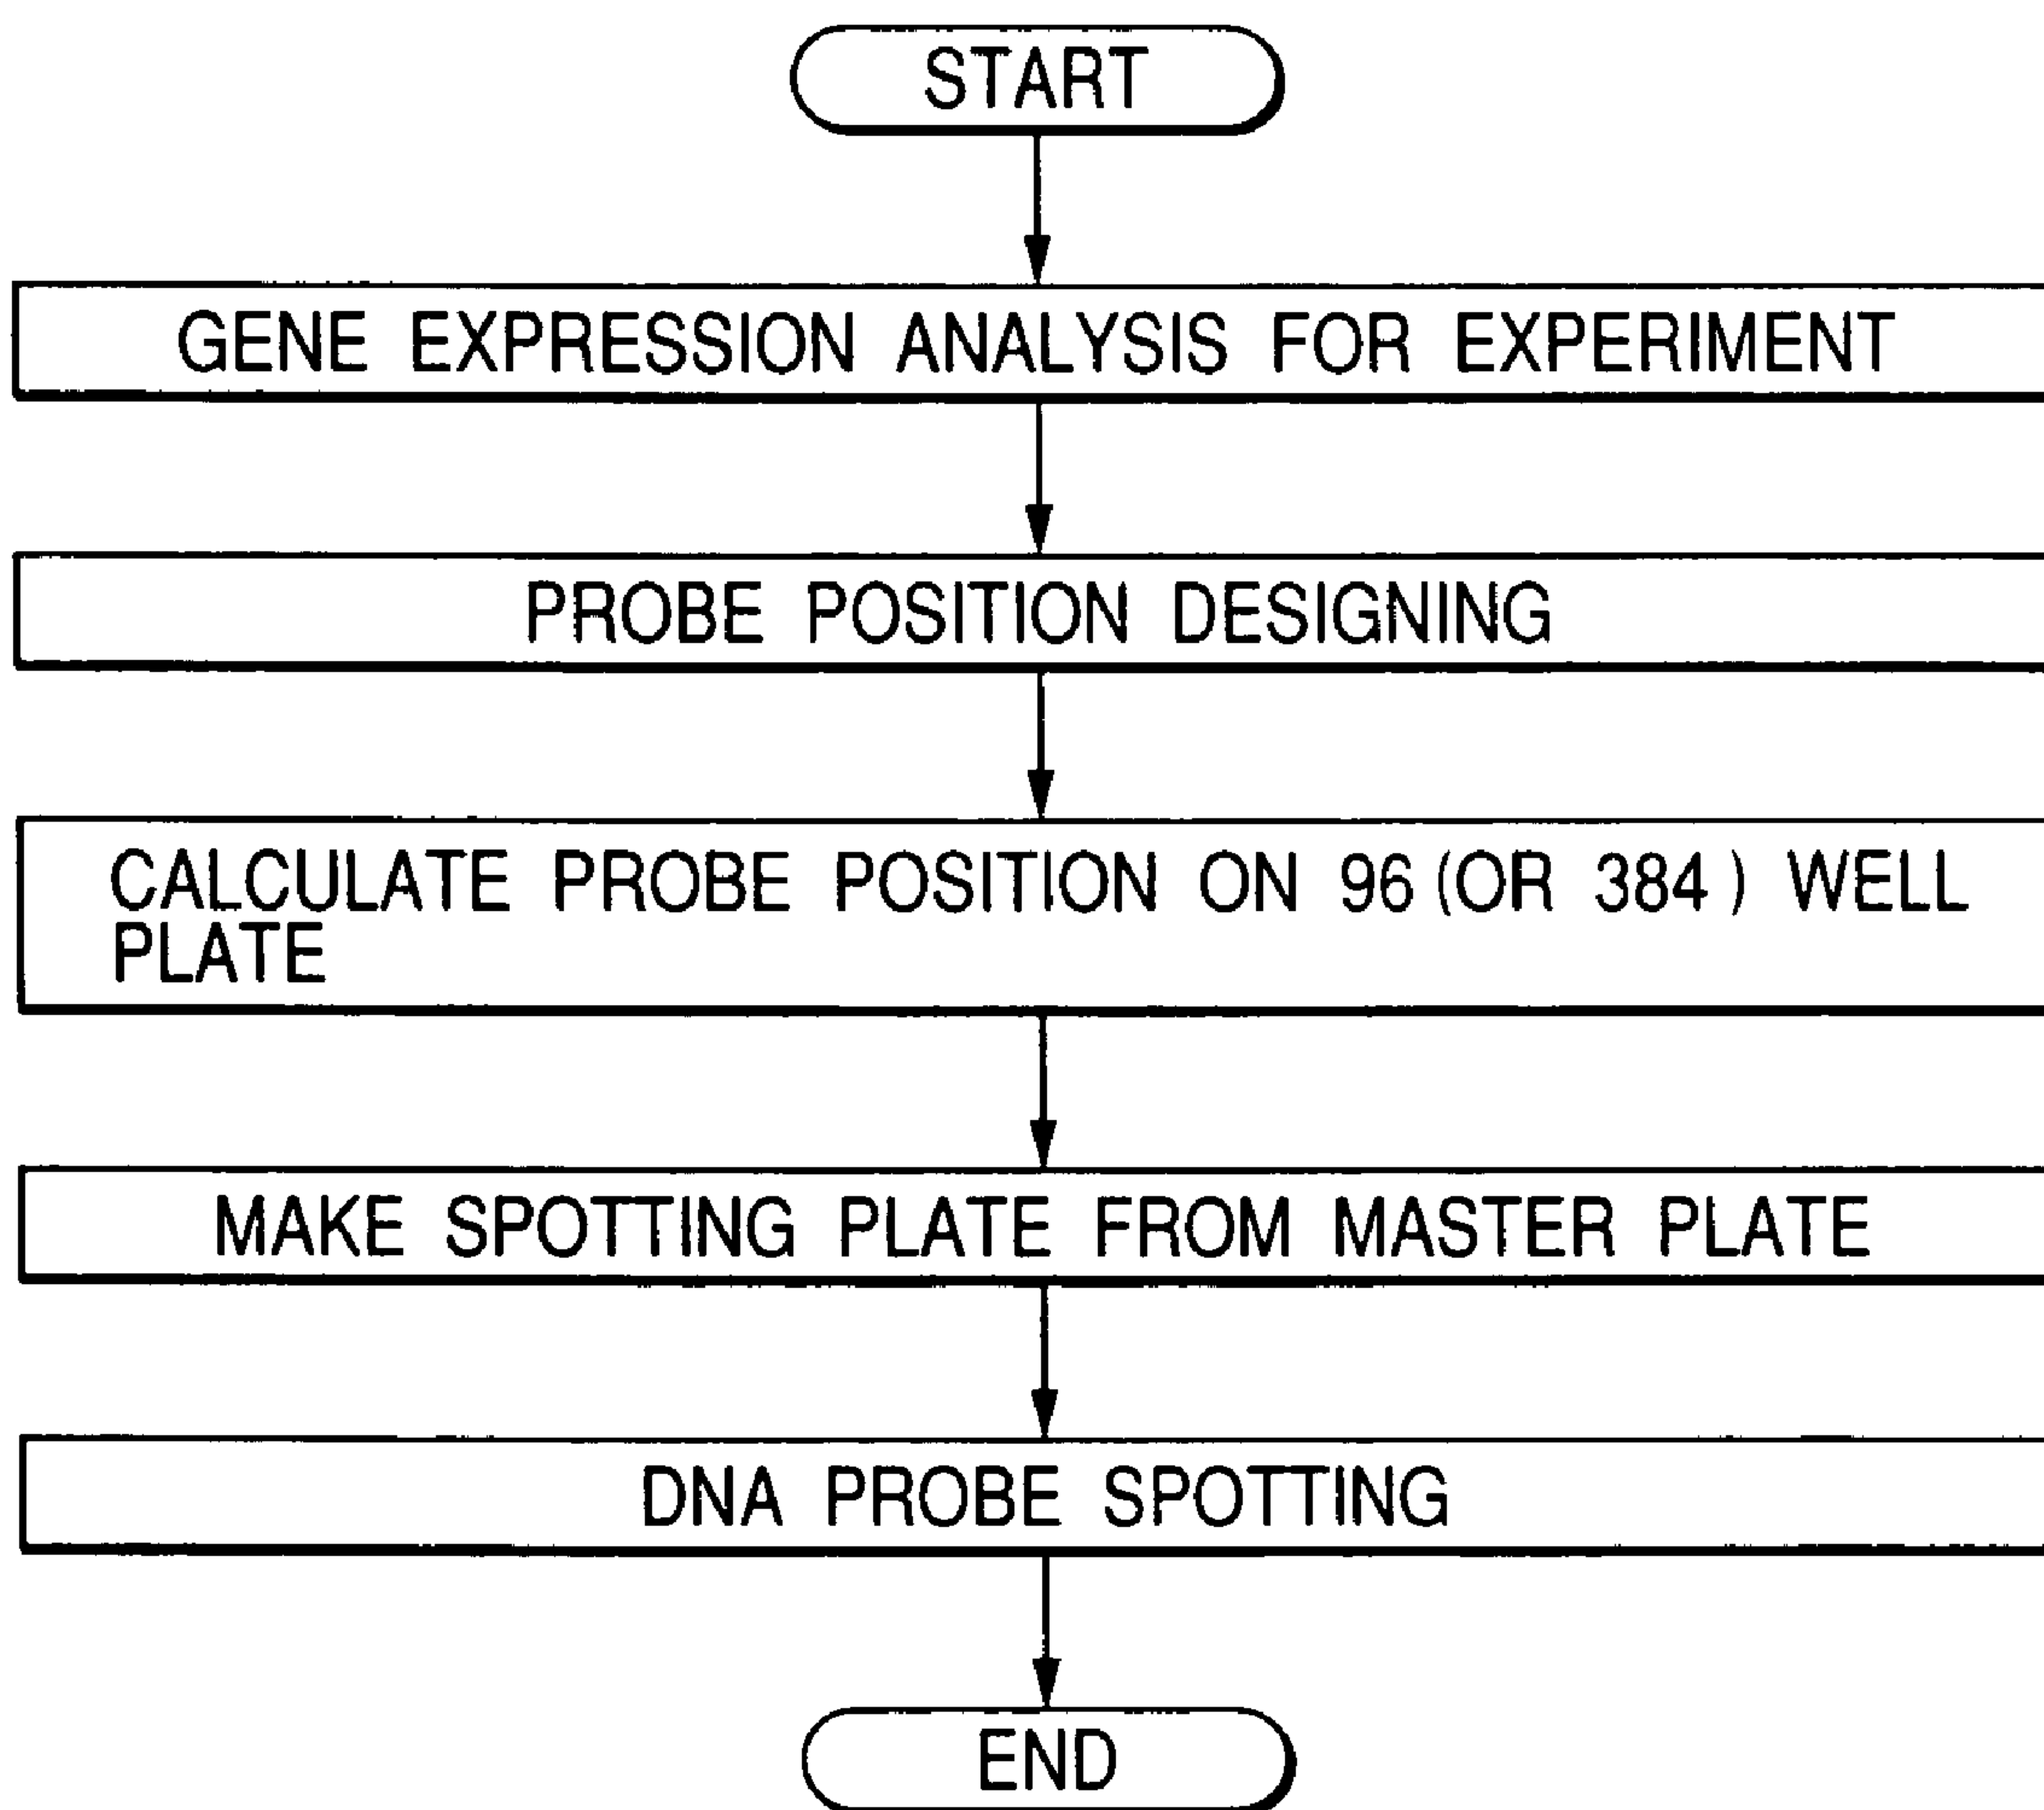 START
GENE EXPRESSION ANALYSIS FOR EXPERIMENT
PROBE POSITION DESIGNING
CALCULATE PROBE POSITION ON 96 (OR 384) WELL
PLATE
MAKE SPOTTING PLATE FROM MASTER PLATE
DNA PROBE SPOTTING
END